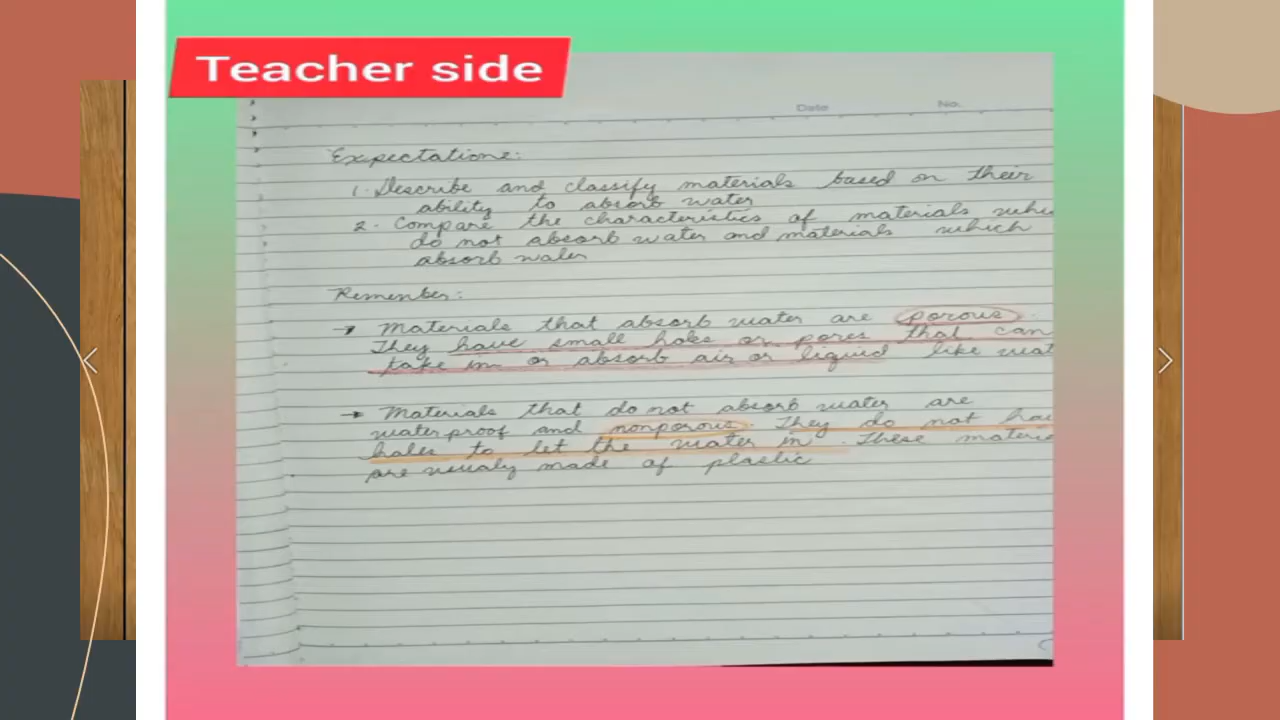 Teacher side
Date No.
Expectations:
1. Describe and classify materials based on their
ability to absorb water
2. Compare the characteristics of materials
do not absorb water and materials which
absorb water
Remember:
→ Materials that absorb water are porous.
They have small holes or pores that can
take in or absorb air or liquid like
→ Materials that do not absorb water are
waterproof and nonporous. They do not
holes to let the water in. These
are usualy made of plastic